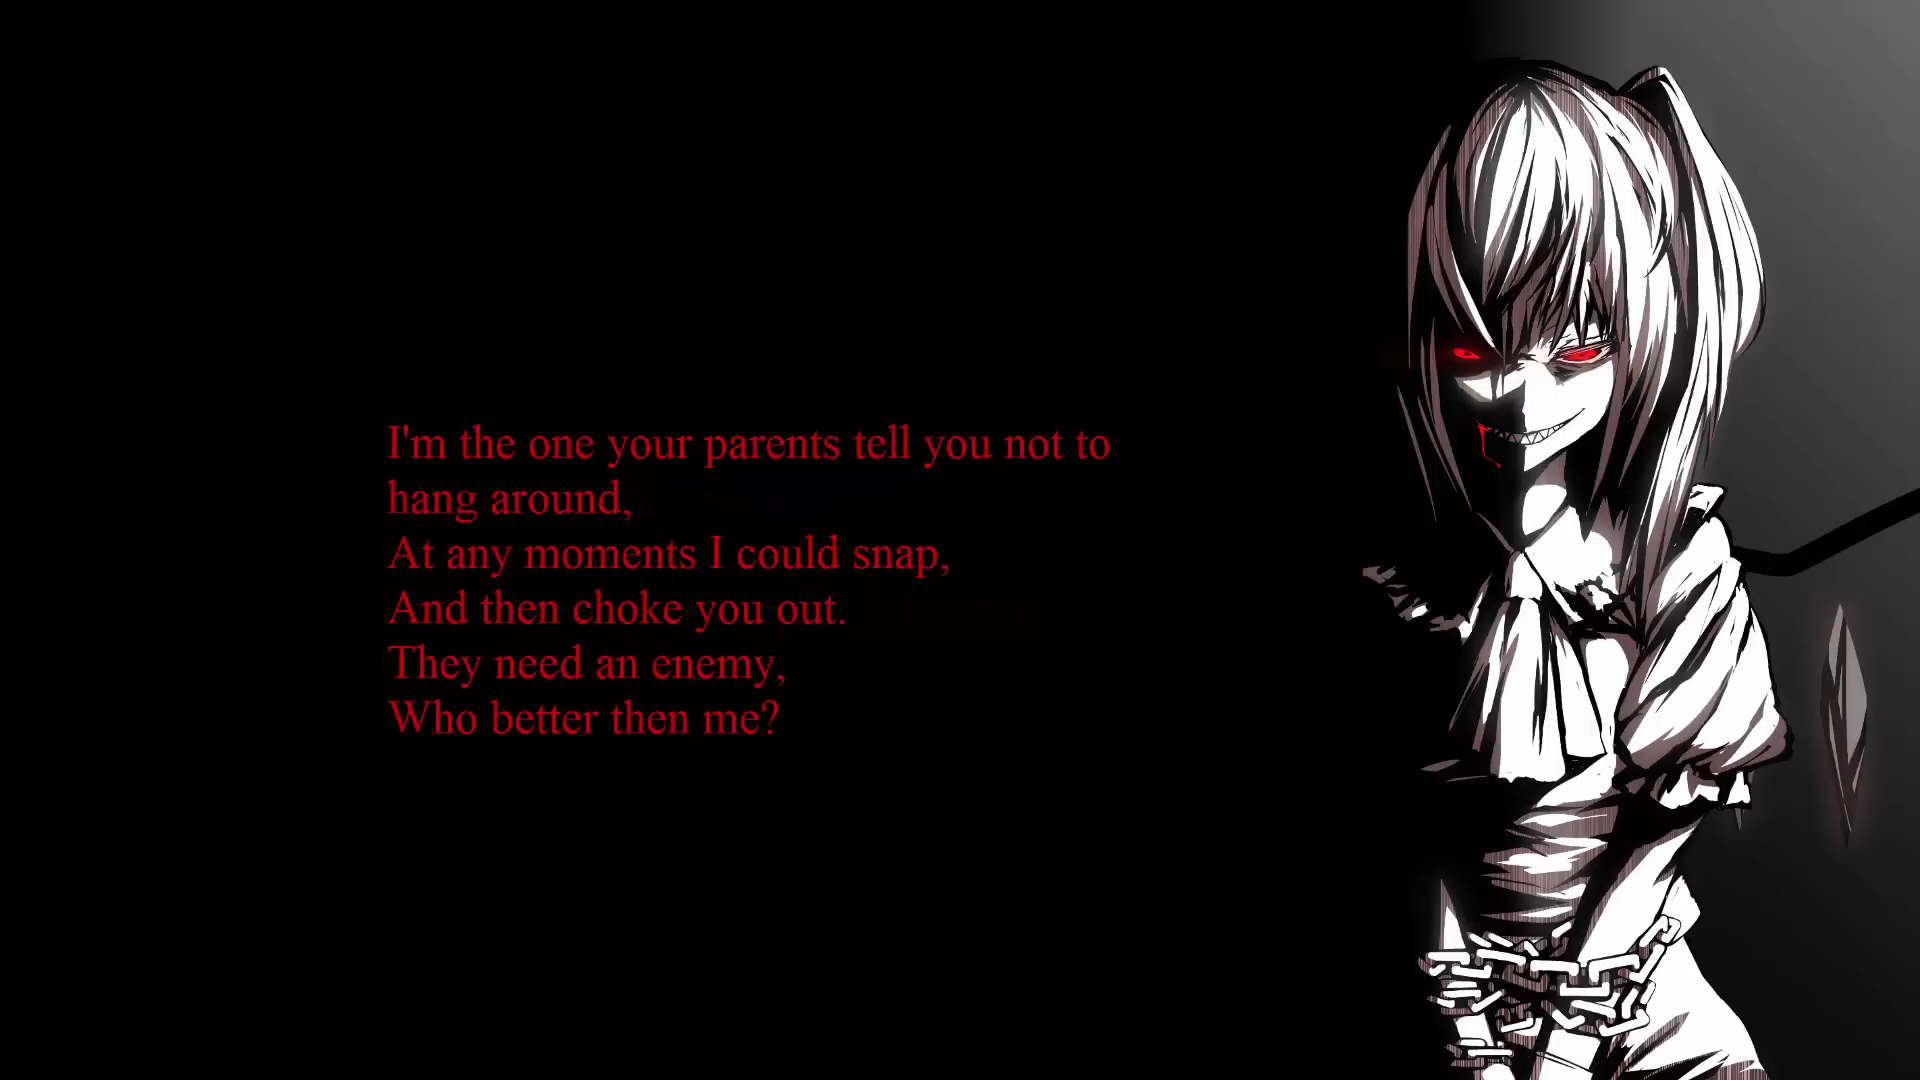 I'm the one your parents tell you not to
hang around,
At any moments I could snap,
And then choke you out.
They need an enemy,
Who better then me?